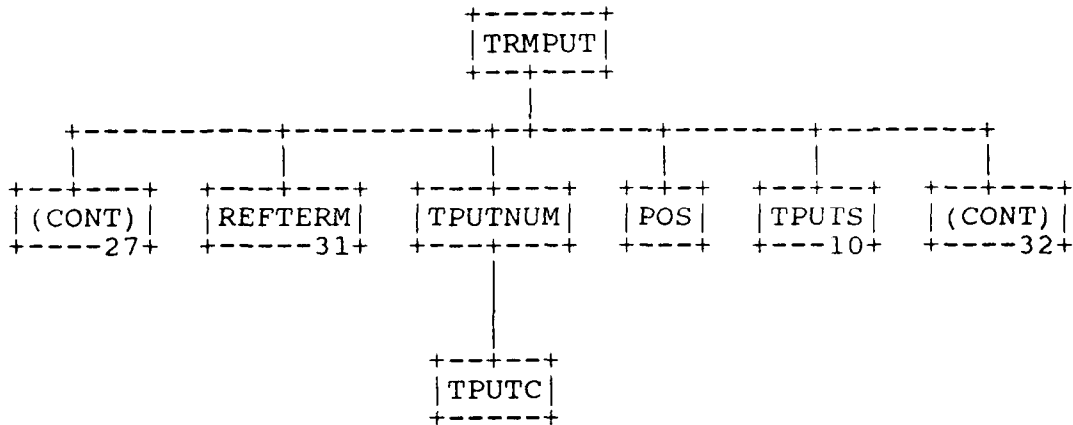 TRMPUT
(CONT) REFTERM TPUTNUM POS TPUTS (CONT)
27 31 10 32
TPUTC